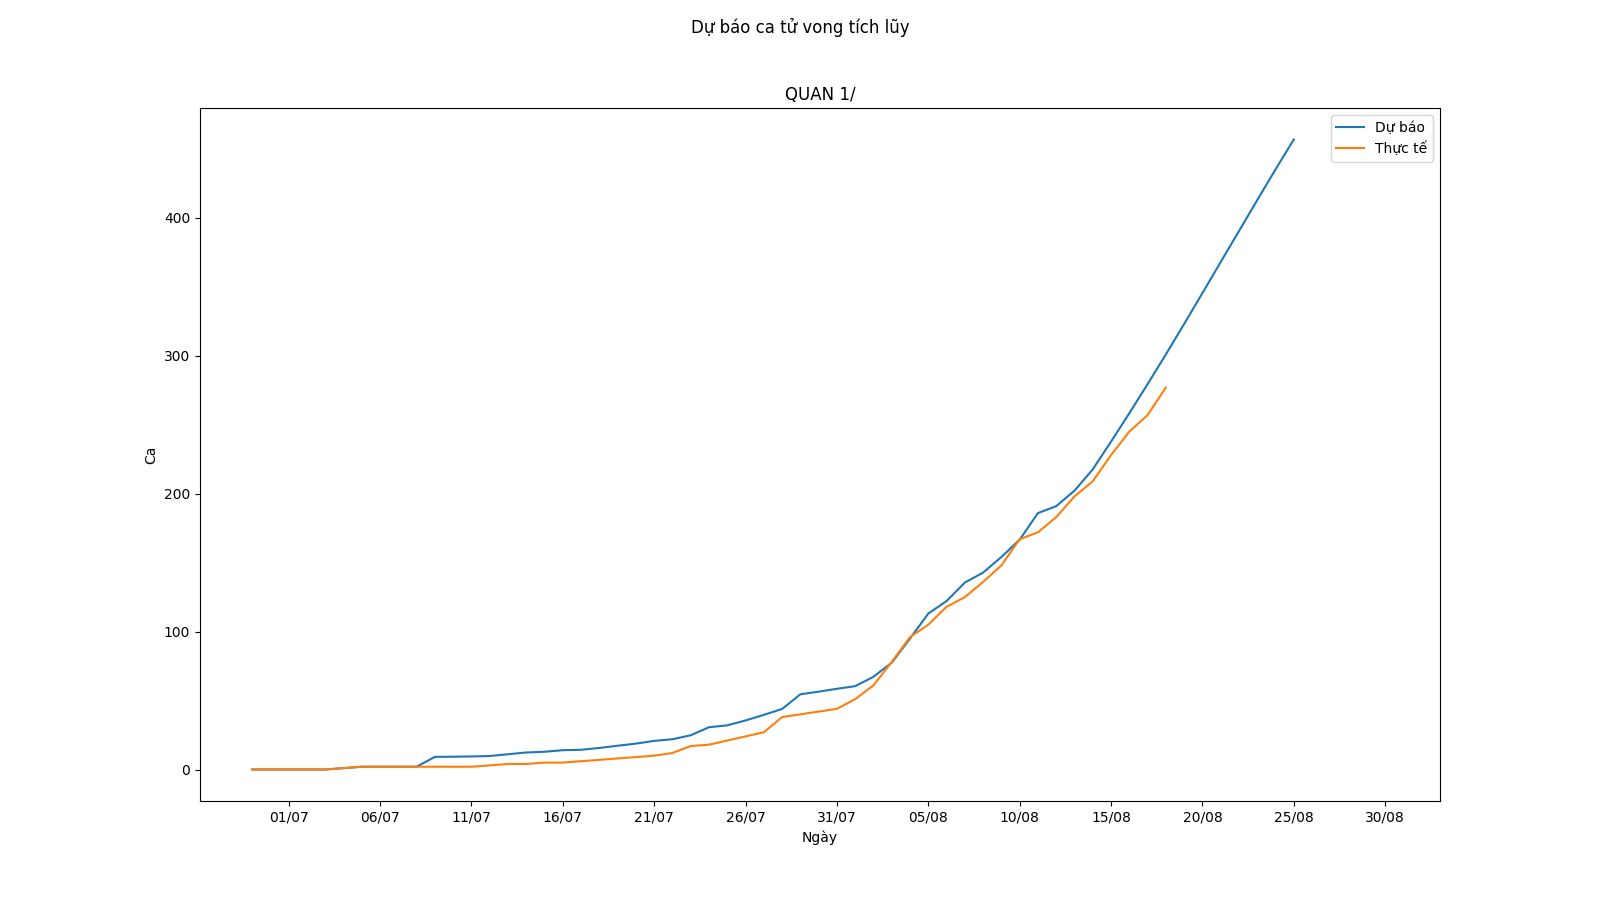 Dự báo ca tử vong tích lũy
QUAN 1/
Dự báo
Thực tế
400
300
200
100
0
Ca
01/07 06/07 11/07 16/07 21/07 26/07 31/07 05/08 10/08 15/08 20/08 25/08 30/08
Ngày